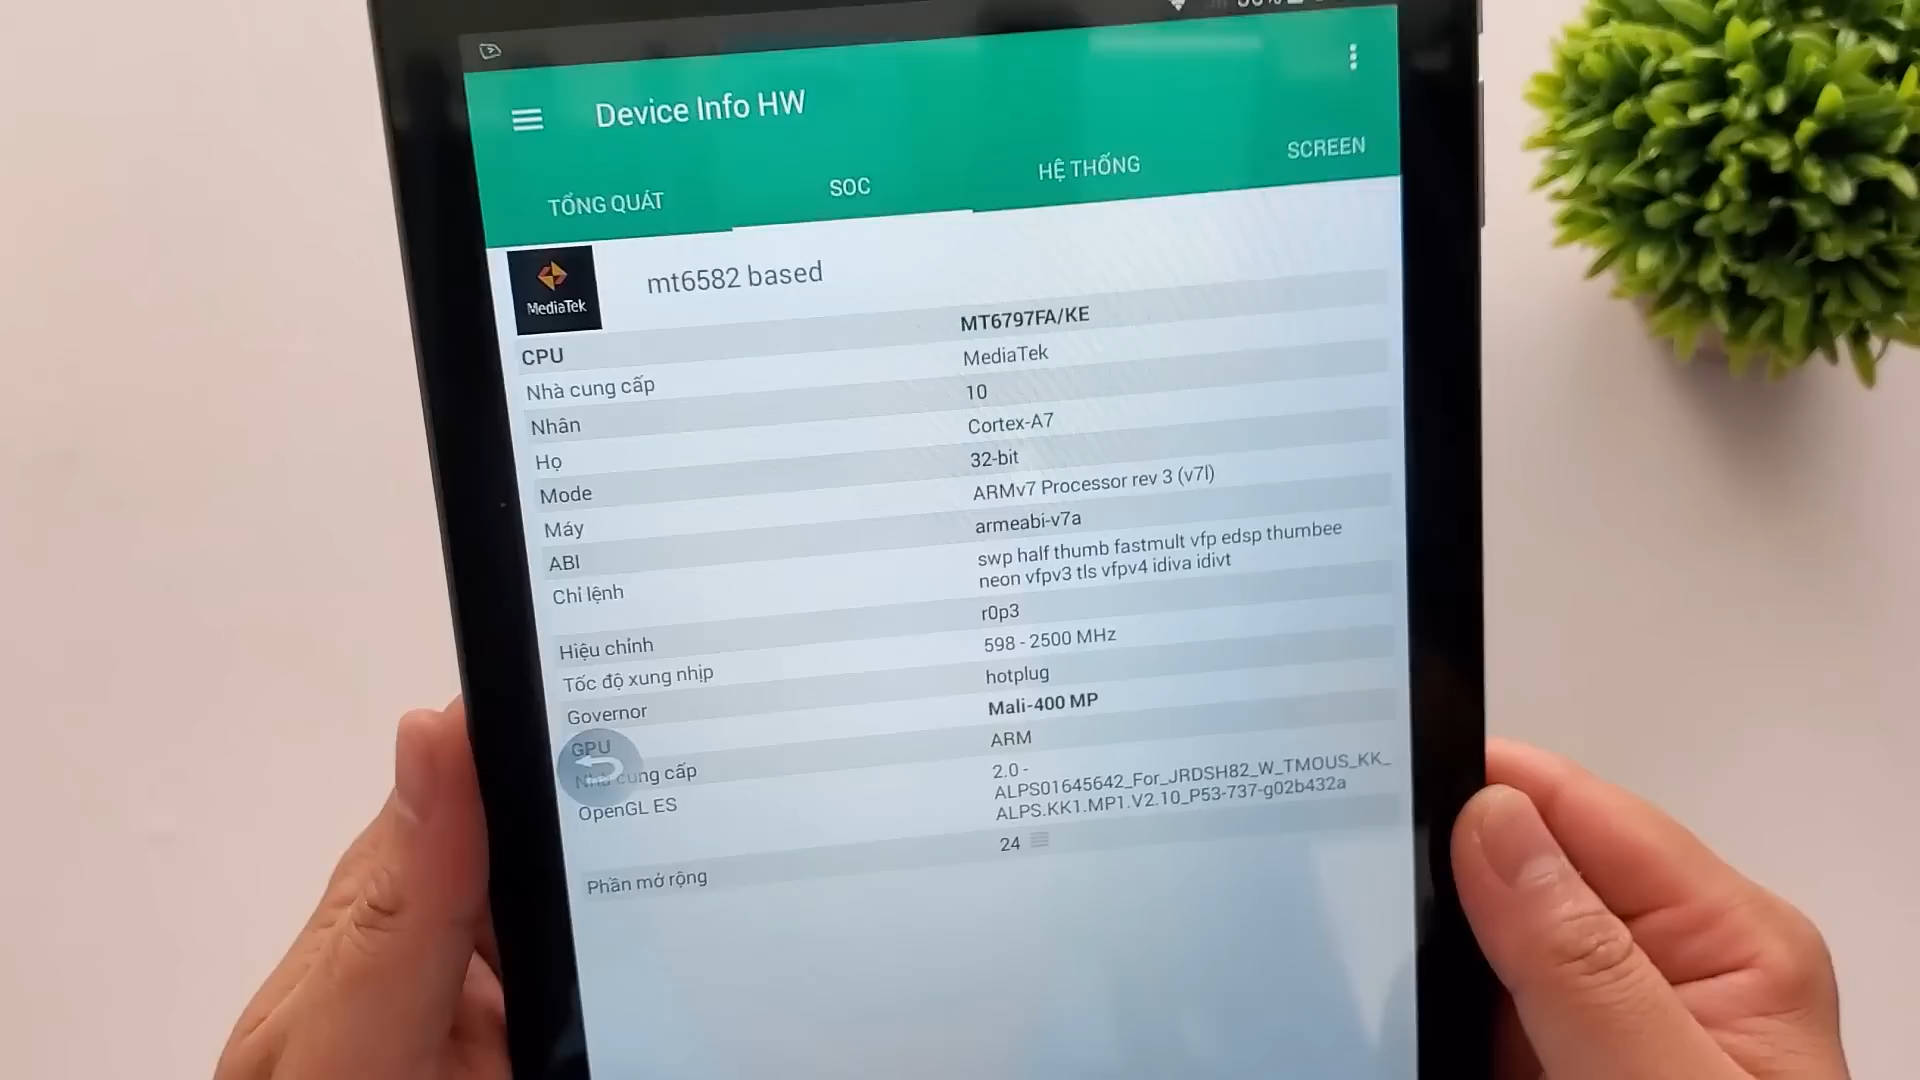 Device Info HW
TỔNG QUÁT
SOC
HỆ THỐNG
SCREEN
MediaTek
mt6582 based
CPU MT6797FA/KE
Nhà cung cấp MediaTek
Nhân 10
Họ Cortex-A7
Mode 32-bit
Máy ARMv7 Processor rev 3 (v7l)
ABI armeabi-v7a
Chỉ lệnh swp half thumb fastmult vfp edsp thumbee
neon vfpv3 tls vfpv4 idiva idivt
Hiệu chỉnh r0p3
Tốc độ xung nhịp 598 - 2500 MHz
Governor hotplug
GPU Mali-400 MP
Nhà cung cấp ARM
OpenGL ES 2.0 -
ALPS01645642_For_JRDSH82_W_TMOUS_KK_
ALPS.KK1.MP1.V2.10_P53-737-g02b432a
Phần mở rộng 24